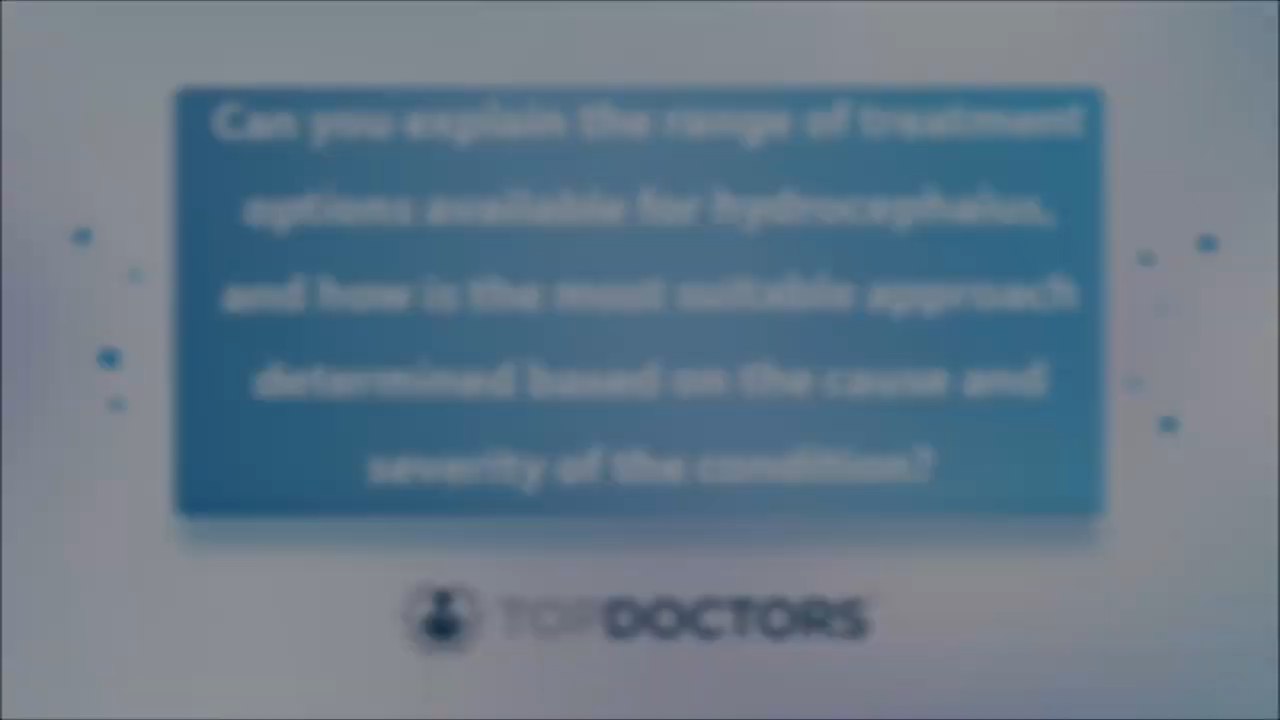 Can you explain the range of treatment
options available for hydrocephalus,
and how is the most suitable approach
determined based on the cause and
severity of the condition?
TOPDOCTORS